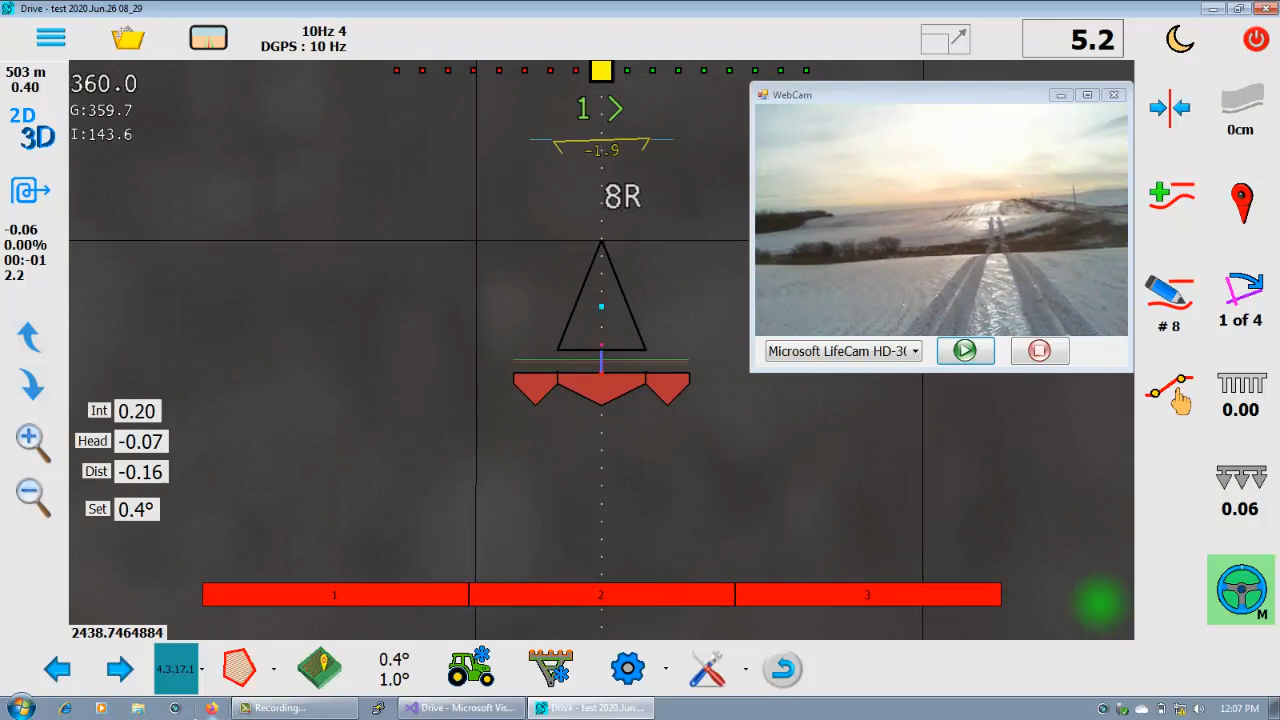 Drive - test 2020.Jun.26 08_29
10Hz 4
DGPS: 10 Hz
5.2
503 m
0.40
360.0
G:359.7
I:143.6
2D
3D
1 >
-1.9
8R
WebCam
Microsoft LifeCam HD-30
0cm
# 8
1 of 4
0.00
0.06
M
-0.06
0.00%
00:-01
2.2
Int 0.20
Head -0.07
Dist -0.16
Set 0.4°
1 2 3
2438.7464884
4.3.17.1
0.4°
1.0°
Recording...
Drive - Microsoft Vis...
Drive - test 2020.Jun....
12:07 PM